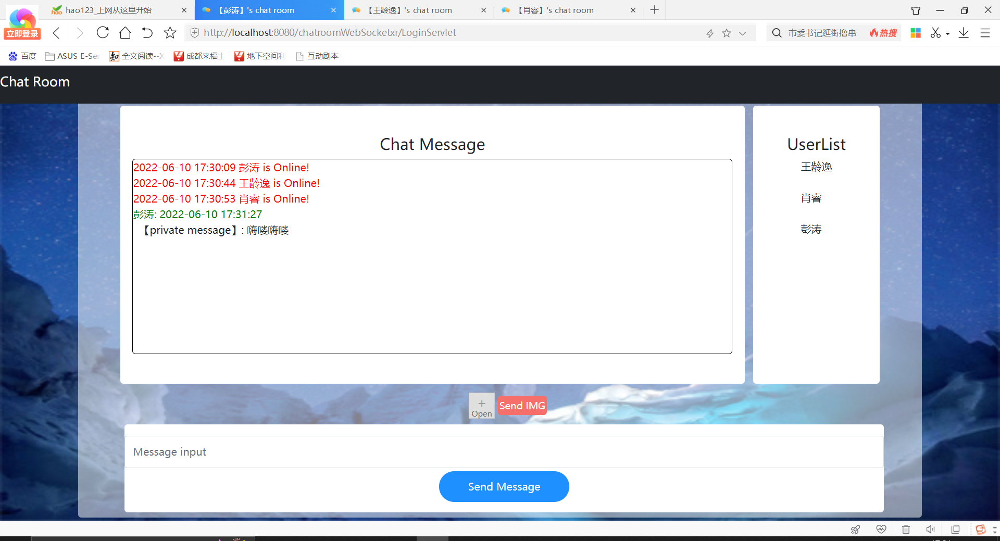 hao123_上网从这里开始
【彭涛】's chat room
【王龄逸】's chat room
【肖睿】's chat room
立即登录
http://localhost:8080/chatroomWebSocketxr/LoginServlet
市委书记逛街撸串
热搜
百度
ASUS E-Ser
全文阅读--X
成都来福士
地下空间利
互动剧本
Chat Room
Chat Message
2022-06-10 17:30:09 彭涛 is Online!
2022-06-10 17:30:44 王龄逸 is Online!
2022-06-10 17:30:53 肖睿 is Online!
彭涛: 2022-06-10 17:31:27
【private message】: 嗨喽嗨喽
UserList
王龄逸
肖睿
彭涛
+
Open
Send IMG
Message input
Send Message